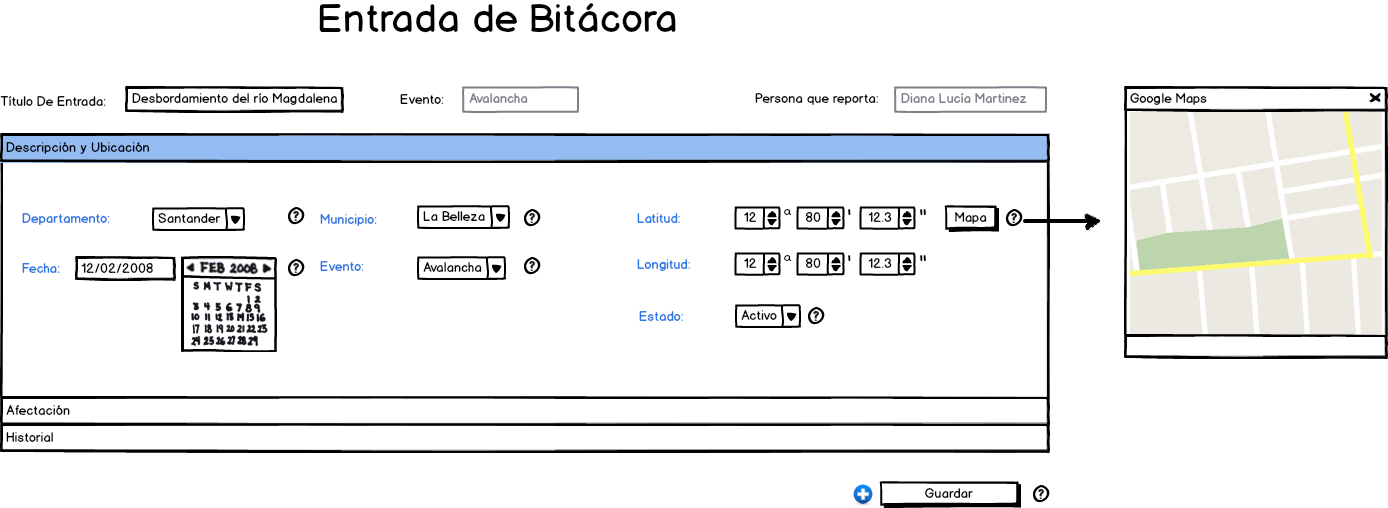 Entrada de Bitácora
Título De Entrada: Desbordamiento del río Magdalena Evento: Avalancha Persona que reporta: Diana Lucía Martinez
Google Maps
Descripción y Ubicación
Departamento: Santander ? Municipio: La Belleza ? Latitud: 12 º 80 ' 12.3 " Mapa ?
Fecha: 12/02/2008 ? Evento: Avalancha ? Longitud: 12 º 80 ' 12.3 "
FEB 2008
S M T W T F S
1 2
3 4 5 6 7 8 9
10 11 12 13 14 15 16
17 18 19 20 21 22 23
24 25 26 27 28 29
Estado: Activo ?
Afectación
Historial
Guardar ?